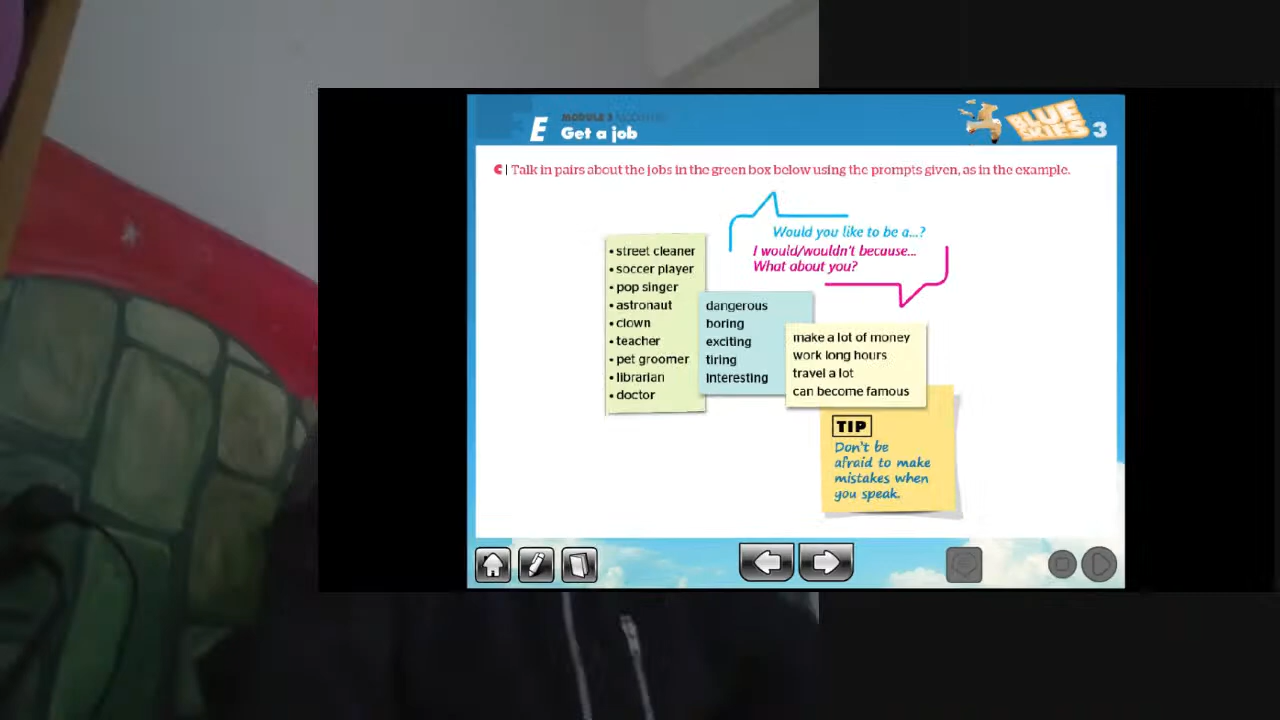 E
MODULE 3
Get a job
BLUE
SKIES 3
C | Talk in pairs about the jobs in the green box below using the prompts given, as in the example.
Would you like to be a...?
I would/wouldn't because...
What about you?
• street cleaner
• soccer player
• pop singer
• astronaut
• clown
• teacher
• pet groomer
• librarian
• doctor
dangerous
boring
exciting
tiring
interesting
make a lot of money
work long hours
travel a lot
can become famous
TIP
Don't be
afraid to make
mistakes when
you speak.